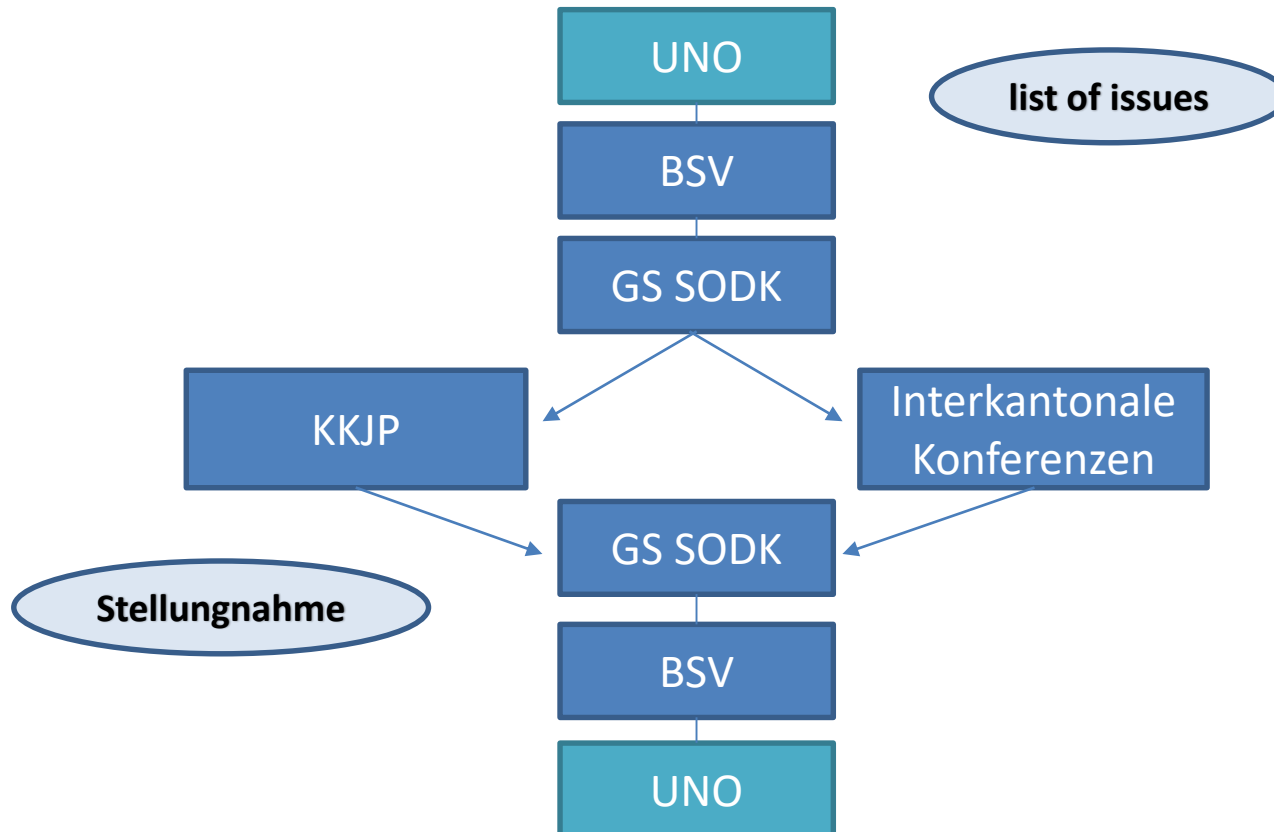 UNO
list of issues
BSV
GS SODK
KKJP
Interkantonale
Konferenzen
GS SODK
Stellungnahme
BSV
UNO